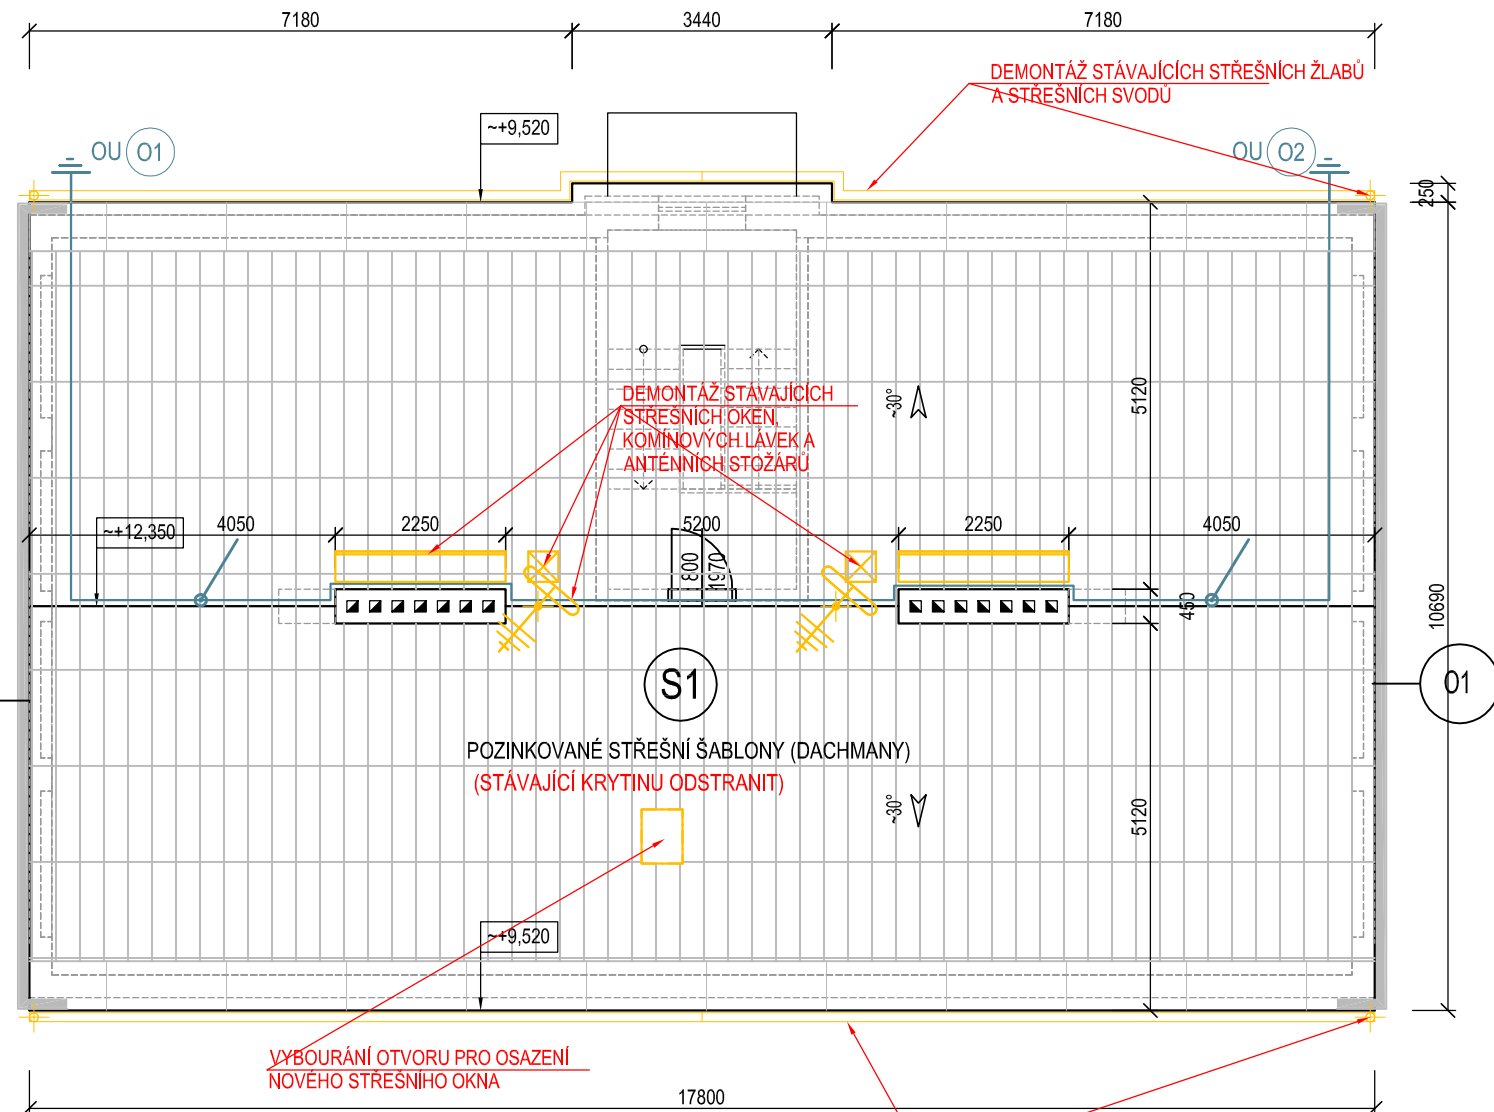 7180
3440
7180
DEMONTÁŽ STÁVAJÍCÍCH STŘEŠNÍCH ŽLABŮ
A STŘEŠNÍCH SVODŮ
~+9,520
OU O1
OU O2
250
DEMONTÁŽ STÁVAJÍCÍCH
STŘEŠNÍCH OKEN,
KOMÍNOVÝCH LÁVEK A
ANTÉNNÍCH STOŽÁRŮ
~30°
5120
~+12,350
4050
2250
5200
2250
4050
800
1970
450
10690
S1
01
POZINKOVANÉ STŘEŠNÍ ŠABLONY (DACHMANY)
(STÁVAJÍCÍ KRYTINU ODSTRANIT)
~30°
5120
~+9,520
VYBOURÁNÍ OTVORU PRO OSAZENÍ
NOVÉHO STŘEŠNÍHO OKNA
17800